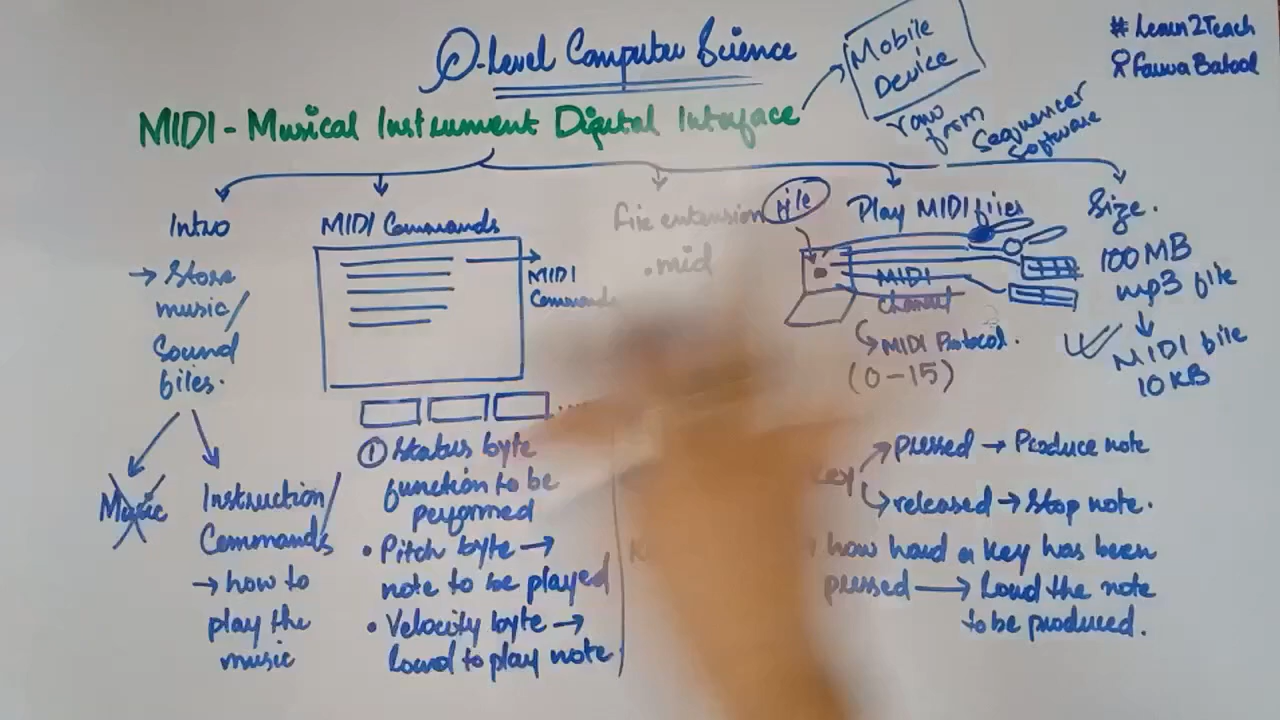 O-Level Computer Science
# Learn2Teach
Fauwa Batool
Mobile
Device
MIDI - Musical Instrument Digital Interface
raw
from
Sequencer
Software
Intro
→ Store
music/
Sound
files.
Music
Instruction/
Commands
→ how to
play the
music
MIDI Commands
MIDI
Commands
① Status byte
function to be
performed
• Pitch byte →
note to be played
• Velocity byte →
Loud to play note
File extension
.mid
file
Play MIDI files
MIDI
channel
MIDI Protocol.
(0-15)
Size.
100 MB
mp3 file
MIDI file
10 KB
key
pressed → Produce note
released → Stop note.
how hard a key has been
pressed → Loud the note
to be produced.